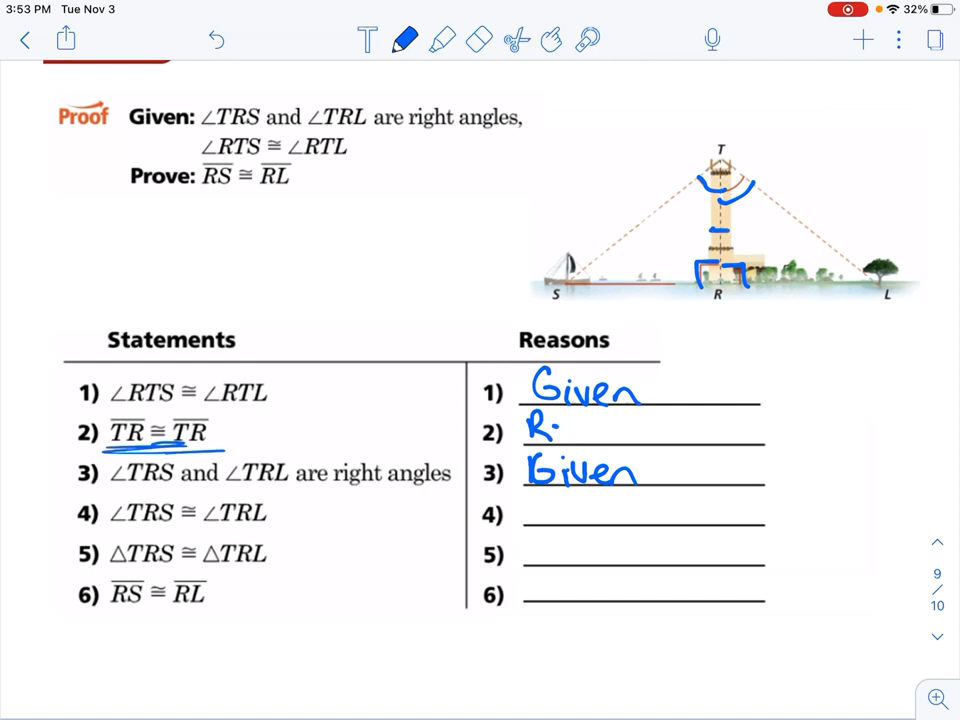 3:53 PM Tue Nov 3
32%
T
Proof Given: ∠TRS and ∠TRL are right angles,
∠RTS ≅ ∠RTL
Prove: RS ≅ RL
T
S R L
Statements Reasons
1) ∠RTS ≅ ∠RTL 1) Given
2) TR ≅ TR 2) R.
3) ∠TRS and ∠TRL are right angles 3) Given
4) ∠TRS ≅ ∠TRL 4)
5) △TRS ≅ △TRL 5)
6) RS ≅ RL 6)
9
/
10